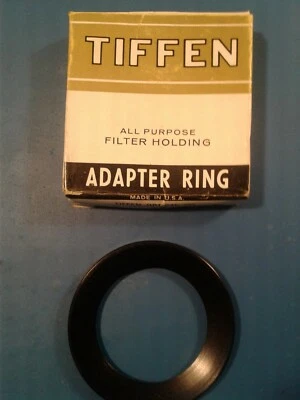 TIFFEN
ALL PURPOSE
FILTER HOLDING
ADAPTER RING
MADE IN U.S.A.